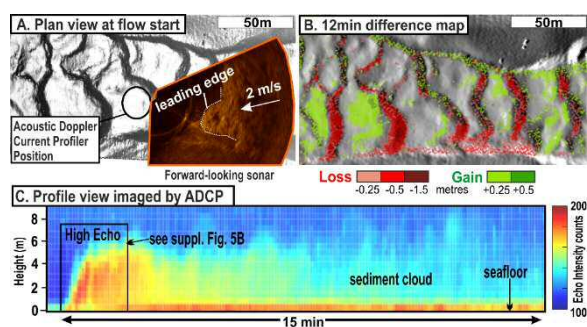 A. Plan view at flow start
50m
leading edge
2 m/s
Acoustic Doppler
Current Profiler
Position
Forward-looking sonar
B. 12min difference map
50m
Loss
Gain
-0.25 -0.5 -1.5
metres
+0.25 +0.5
C. Profile view imaged by ADCP
Height (m)
8
6
4
2
0
High Echo
see suppl. Fig. 5B
sediment cloud
seafloor
15 min
200
Echo Intensity counts